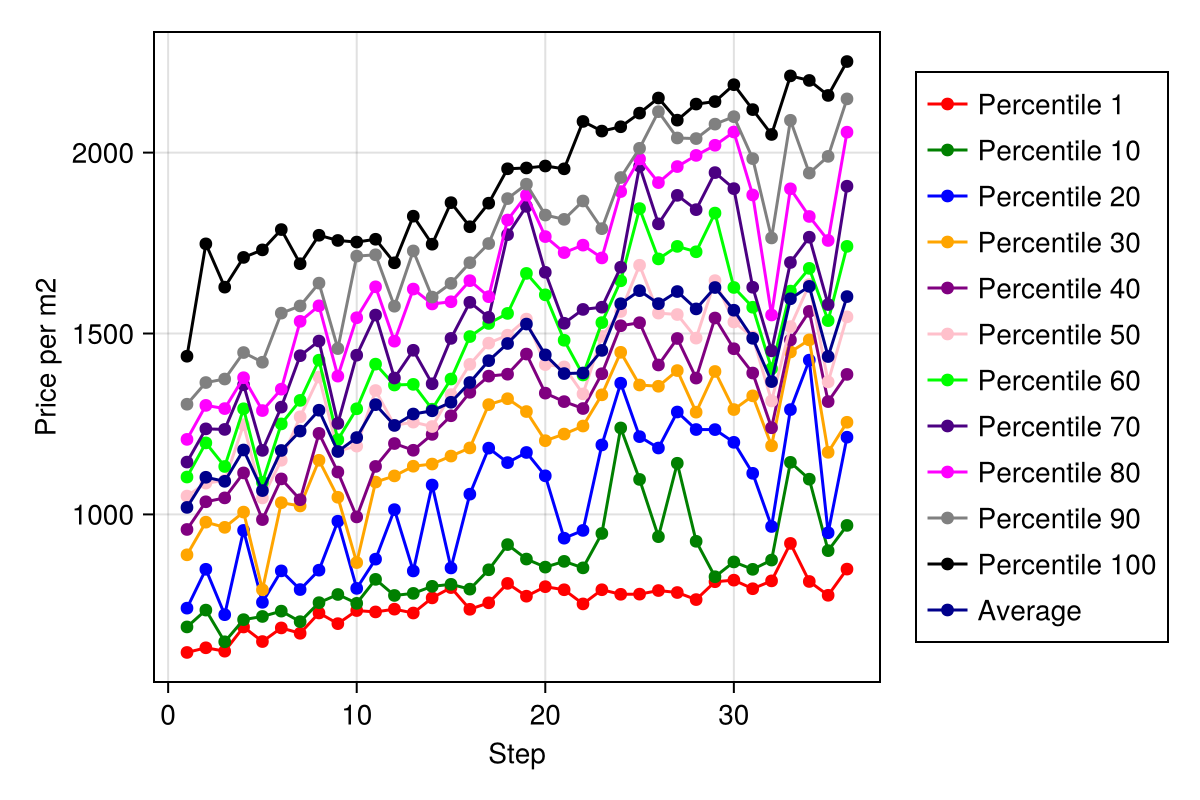 Price per m2
2000
1500
1000
0
10
20
30
Step
Percentile 1
Percentile 10
Percentile 20
Percentile 30
Percentile 40
Percentile 50
Percentile 60
Percentile 70
Percentile 80
Percentile 90
Percentile 100
Average